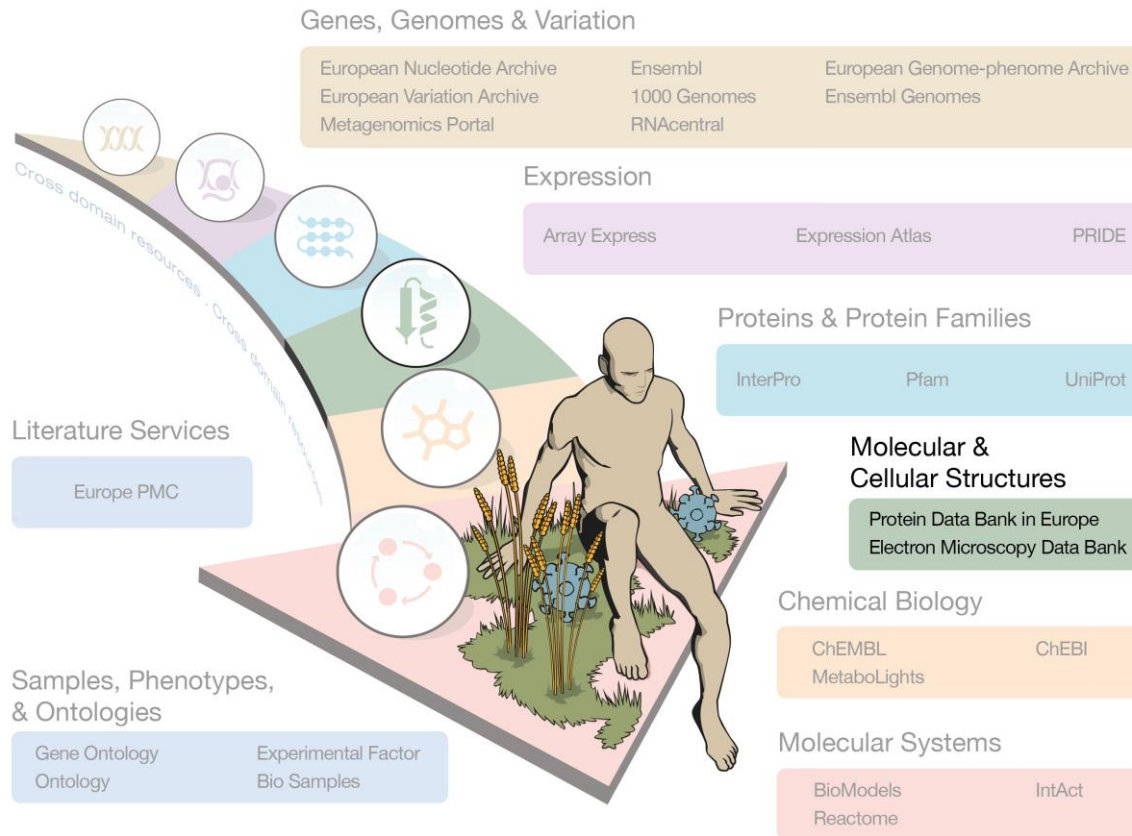 Genes, Genomes & Variation
European Nucleotide Archive Ensembl European Genome-phenome Archive
European Variation Archive 1000 Genomes Ensembl Genomes
Metagenomics Portal RNAcentral
Expression
Array Express Expression Atlas PRIDE
Cross domain resources - Cross domain resources
Proteins & Protein Families
InterPro Pfam UniProt
Literature Services
Europe PMC
Molecular &
Cellular Structures
Protein Data Bank in Europe
Electron Microscopy Data Bank
Chemical Biology
ChEMBL ChEBI
MetaboLights
Samples, Phenotypes,
& Ontologies
Gene Ontology Experimental Factor
Ontology Bio Samples
Molecular Systems
BioModels IntAct
Reactome